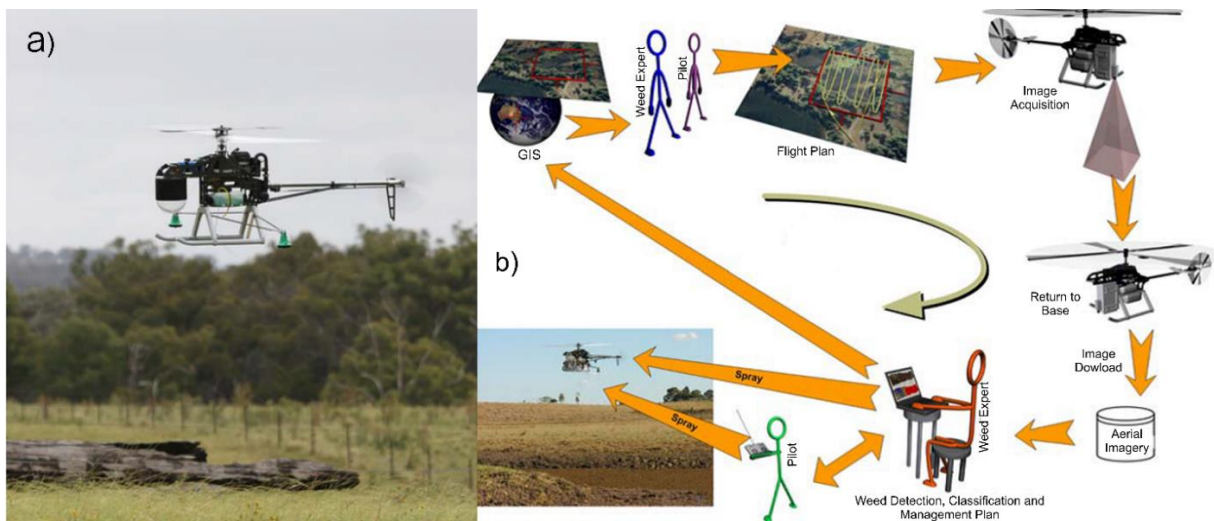 a)
b)
GIS
Weed Expert
Pilot
Flight Plan
Image
Acquisition
Return to
Base
Image
Dowload
Aerial
Imagery
Weed Expert
Weed Detection, Classification and
Management Plan
Pilot
Spray
Spray